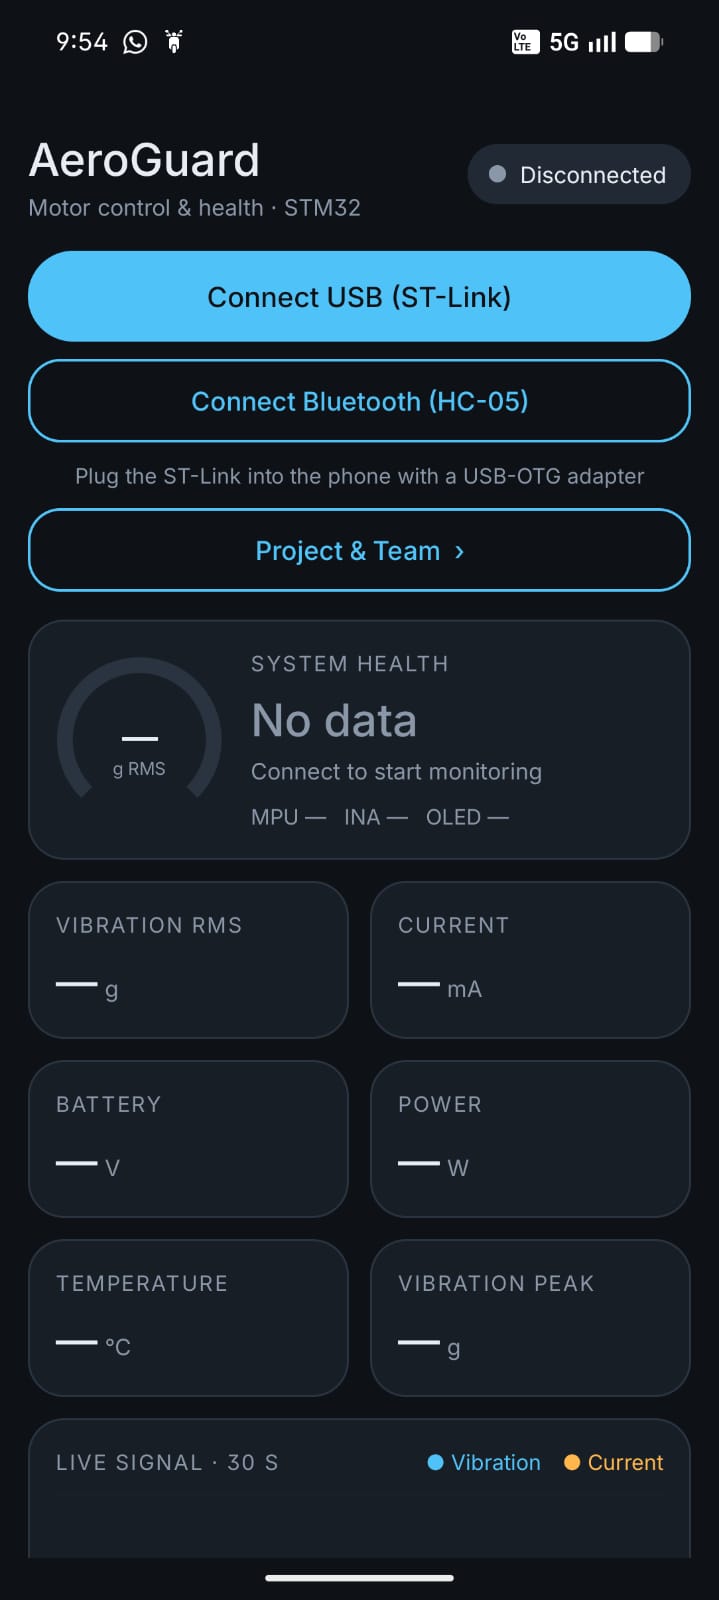 9:54
Vo LTE 5G
AeroGuard
Disconnected
Motor control & health · STM32
Connect USB (ST-Link)
Connect Bluetooth (HC-05)
Plug the ST-Link into the phone with a USB-OTG adapter
Project & Team ›
SYSTEM HEALTH
No data
— g RMS
Connect to start monitoring
MPU — INA — OLED —
VIBRATION RMS
— g
CURRENT
— mA
BATTERY
— V
POWER
— W
TEMPERATURE
— °C
VIBRATION PEAK
— g
LIVE SIGNAL · 30 S
Vibration
Current